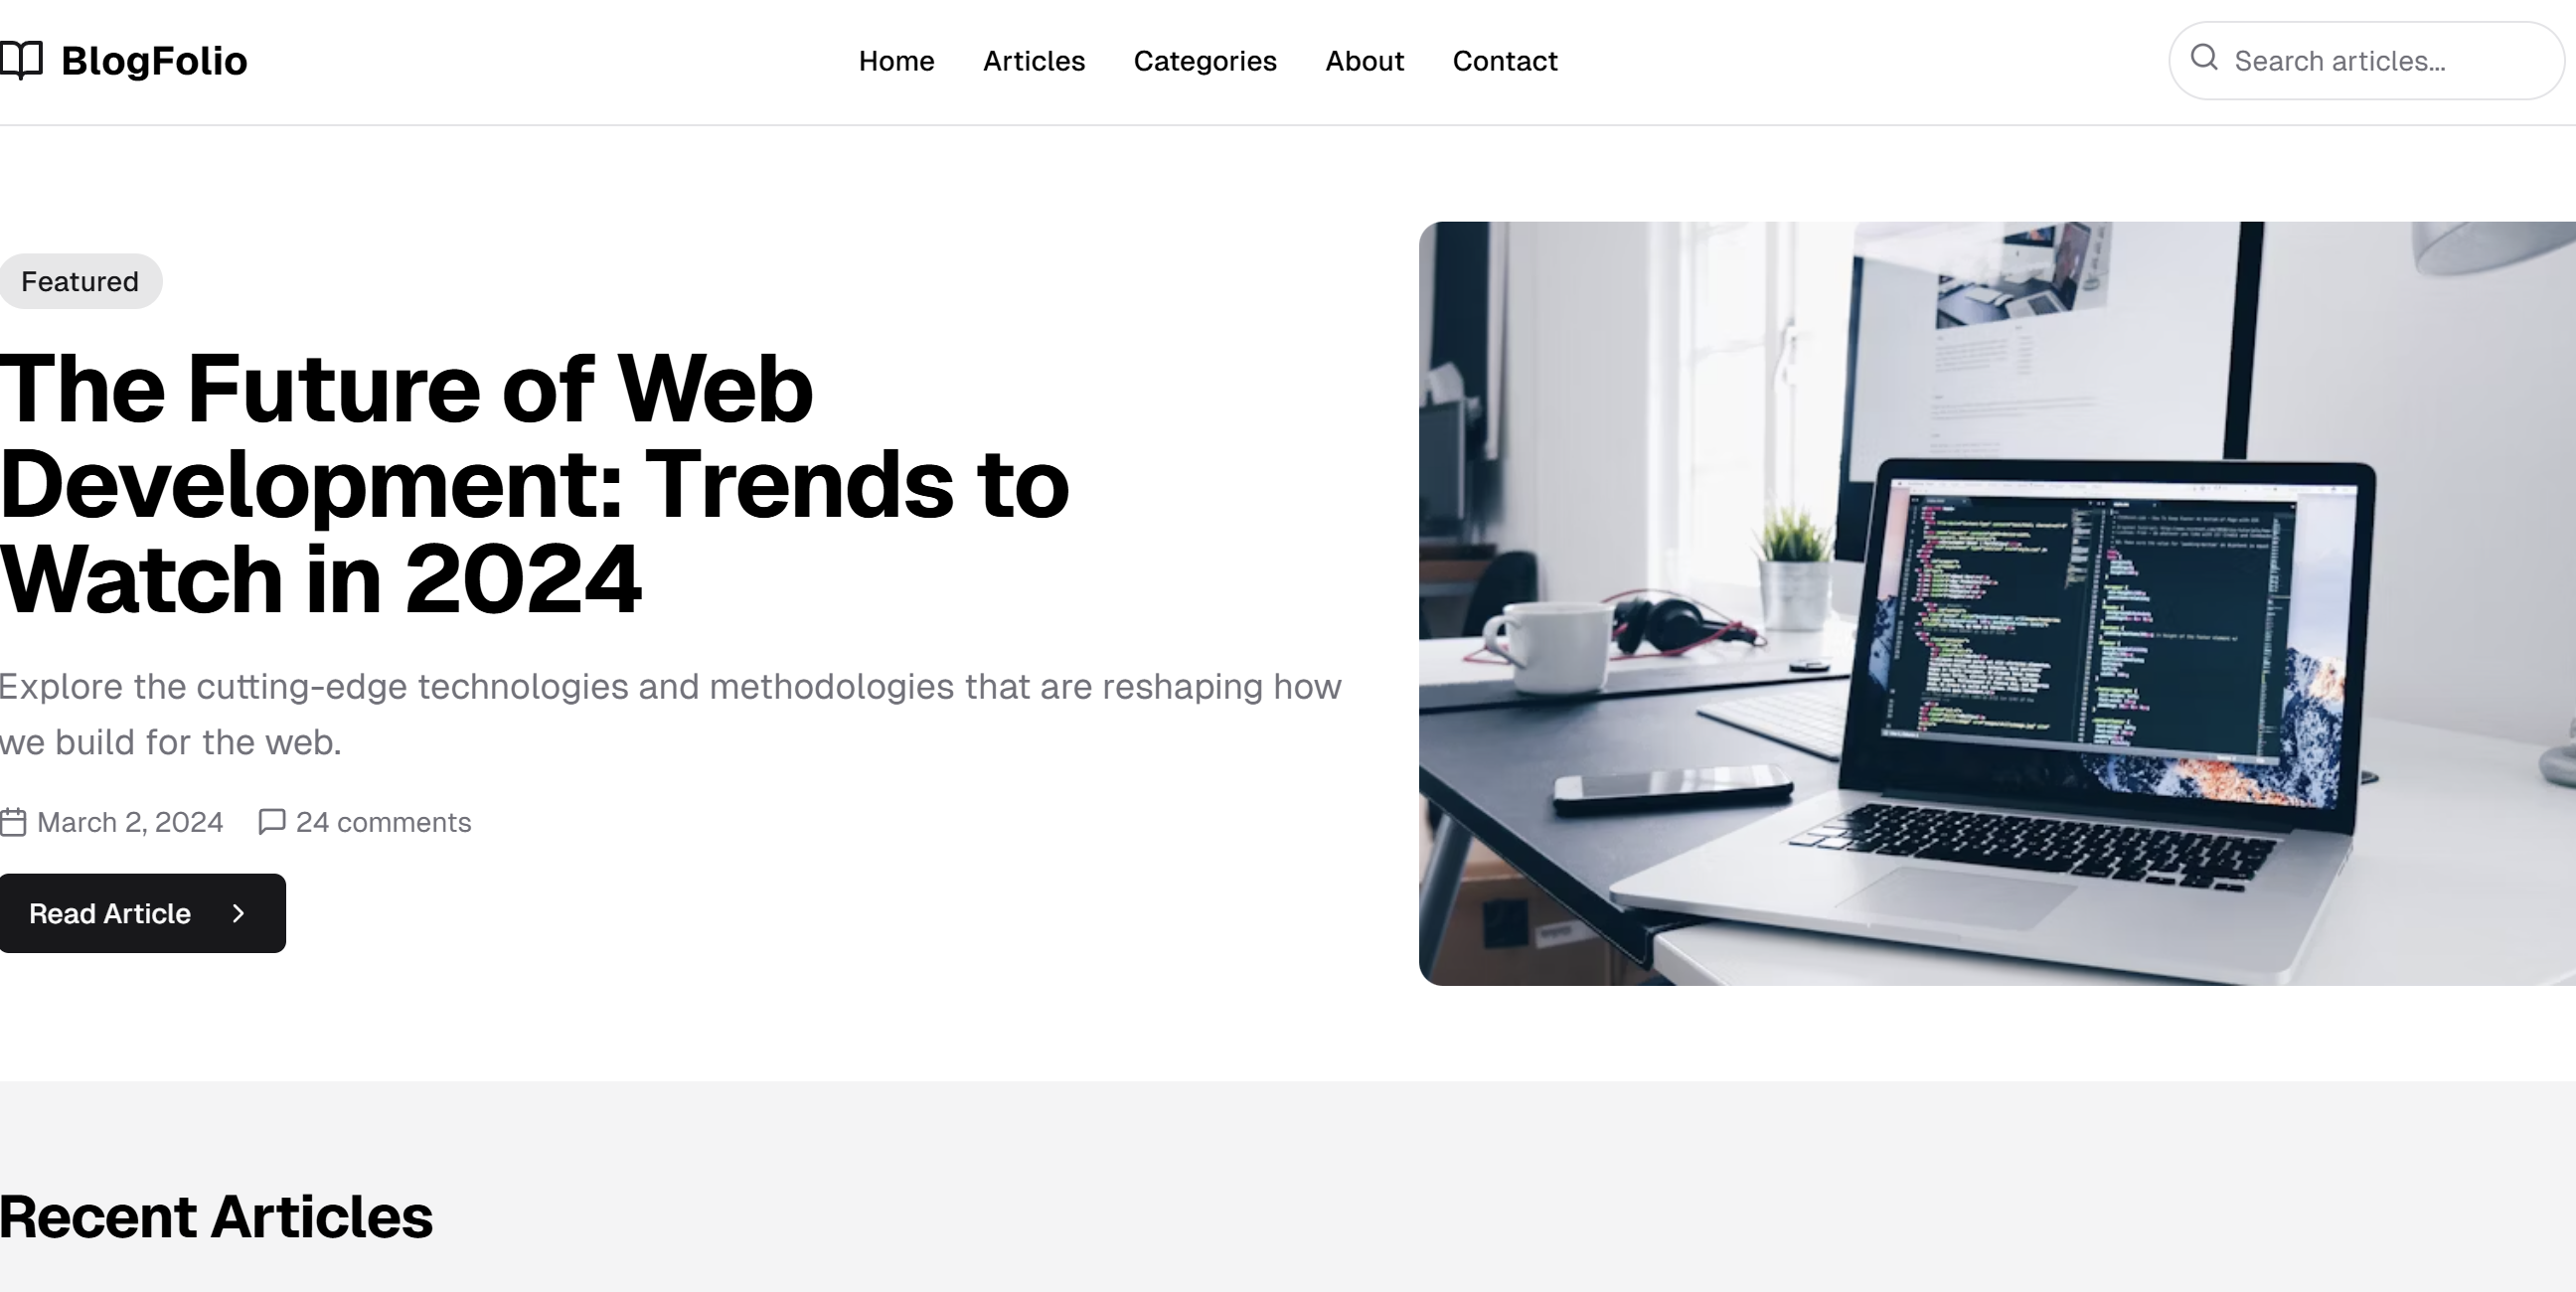 BlogFolio
Home
Articles
Categories
About
Contact
Search articles...
Featured
The Future of Web
Development: Trends to
Watch in 2024
Explore the cutting-edge technologies and methodologies that are reshaping how
we build for the web.
March 2, 2024
24 comments
Read Article
Recent Articles